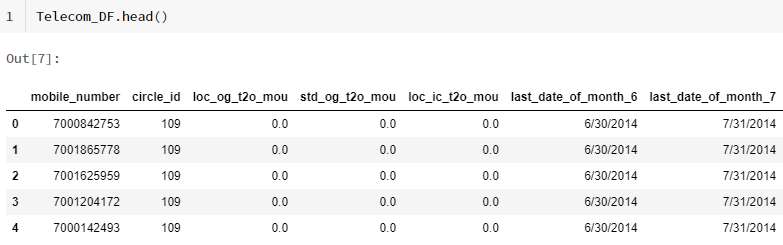 1 Telecom_DF.head()
Out[7]:
mobile_number circle_id loc_og_t2o_mou std_og_t2o_mou loc_ic_t2o_mou last_date_of_month_6 last_date_of_month_7
0 7000842753 109 0.0 0.0 0.0 6/30/2014 7/31/2014
1 7001865778 109 0.0 0.0 0.0 6/30/2014 7/31/2014
2 7001625959 109 0.0 0.0 0.0 6/30/2014 7/31/2014
3 7001204172 109 0.0 0.0 0.0 6/30/2014 7/31/2014
4 7000142493 109 0.0 0.0 0.0 6/30/2014 7/31/2014